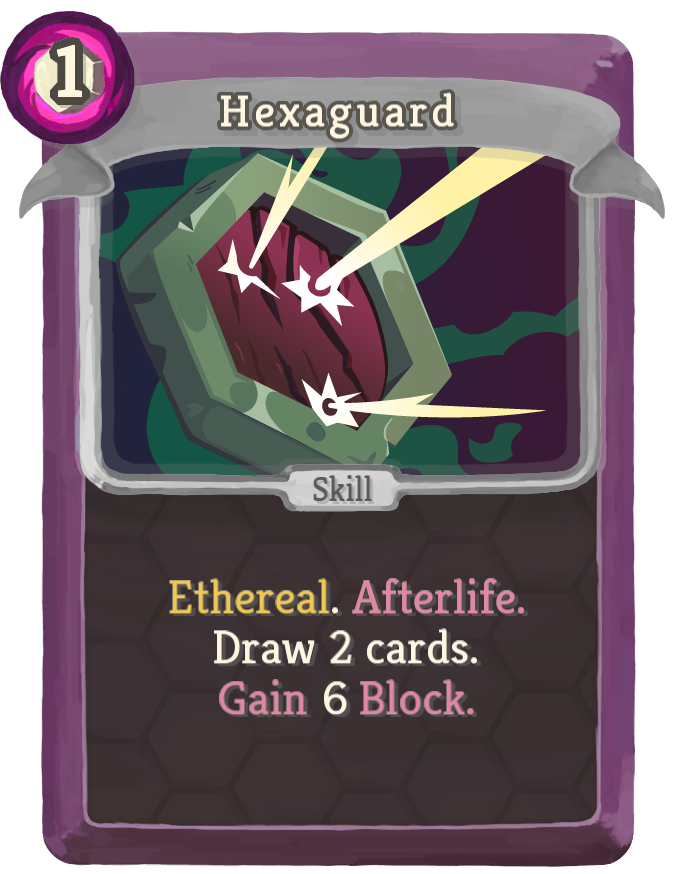 1
Hexaguard
Skill
Ethereal. Afterlife.
Draw 2 cards.
Gain 6 Block.